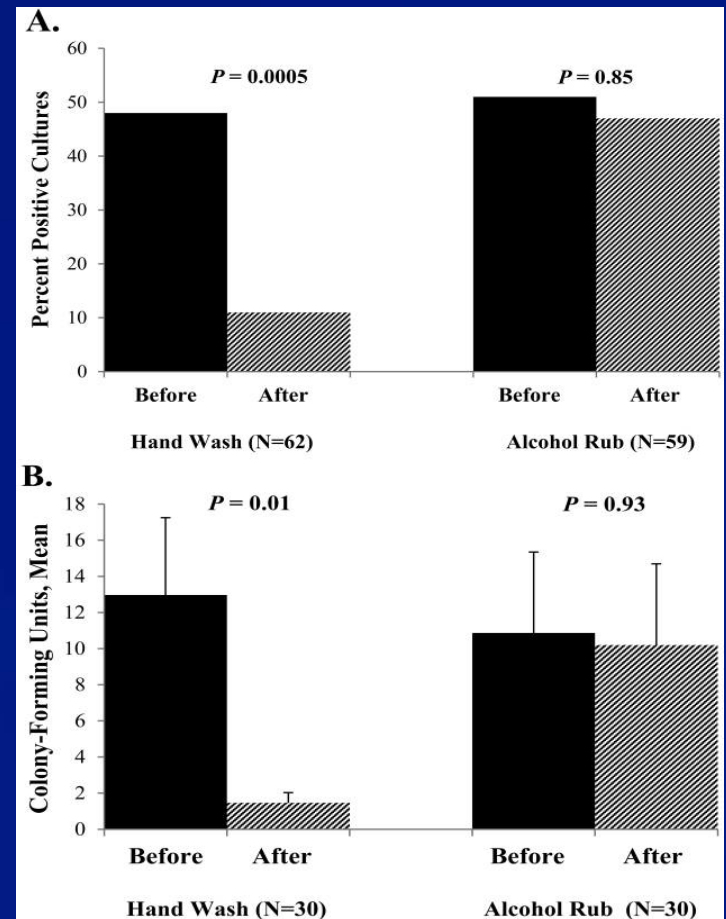 A.
60
50
40
30
20
10
0
Percent Positive Cultures
P = 0.0005
P = 0.85
Before After Before After
Hand Wash (N=62) Alcohol Rub (N=59)
B.
18
16
14
12
10
8
6
4
2
0
Colony-Forming Units, Mean
P = 0.01
P = 0.93
Before After Before After
Hand Wash (N=30) Alcohol Rub (N=30)